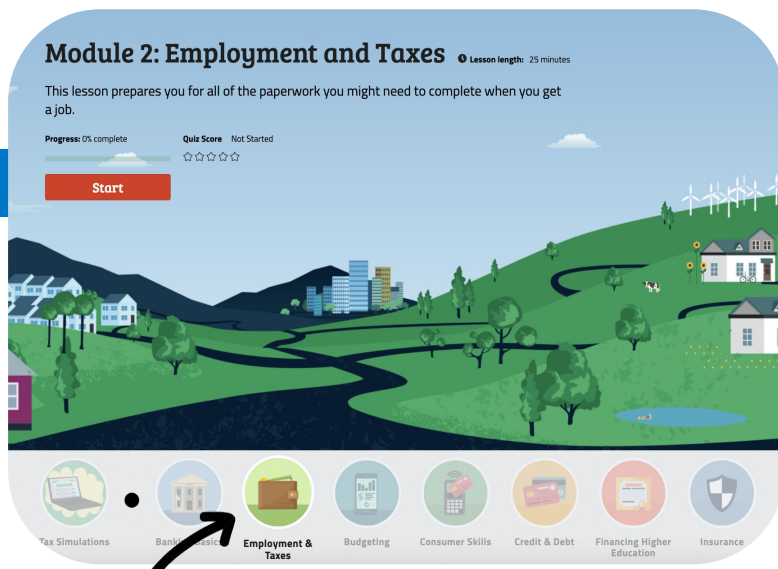 Module 2: Employment and Taxes Lesson length: 25 minutes
This lesson prepares you for all of the paperwork you might need to complete when you get
a job.
Progress: 0% complete Quiz Score Not Started
Start
Tax Simulations
Banking Basics
Employment &
Taxes
Budgeting
Consumer Skills
Credit & Debt
Financing Higher
Education
Insurance